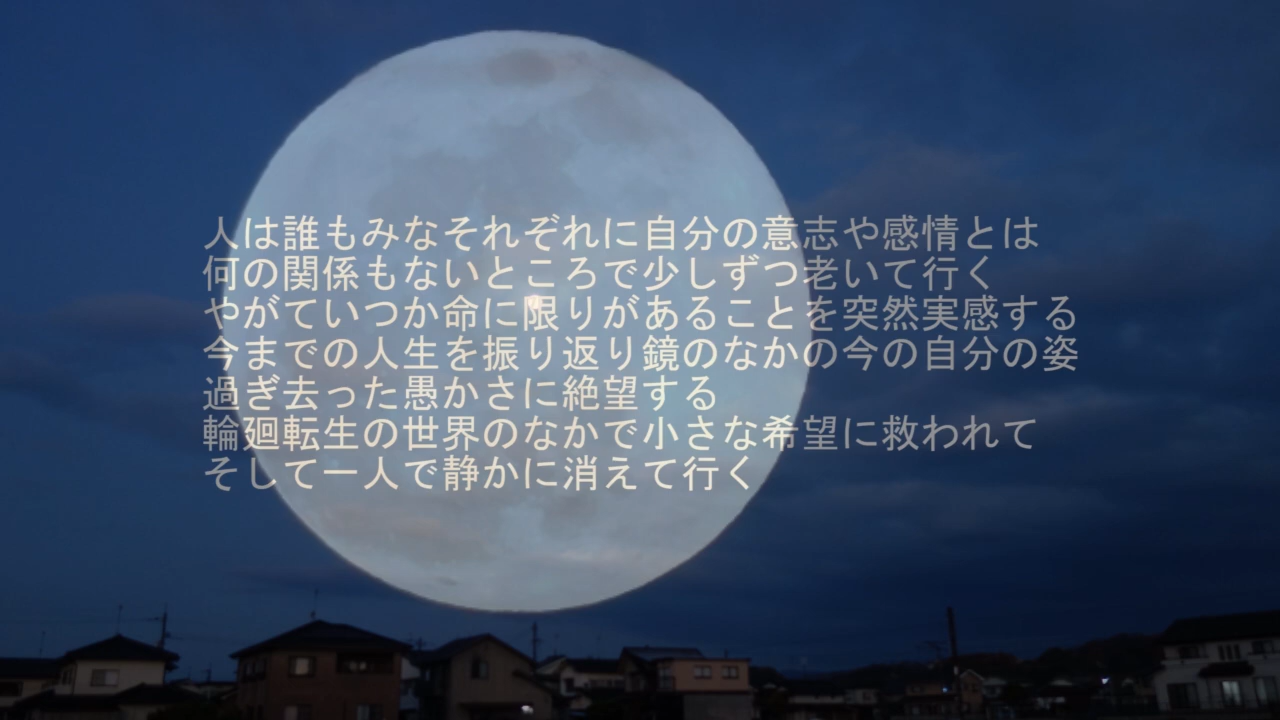 人は誰もみなそれぞれに自分の意志や感情とは
何の関係もないところで少しずつ老いて行く
やがていつか命に限りがあることを突然実感する
今までの人生を振り返り鏡のなかの今の自分の姿
過ぎ去った愚かさに絶望する
輪廻転生の世界のなかで小さな希望に救われて
そして一人で静かに消えて行く